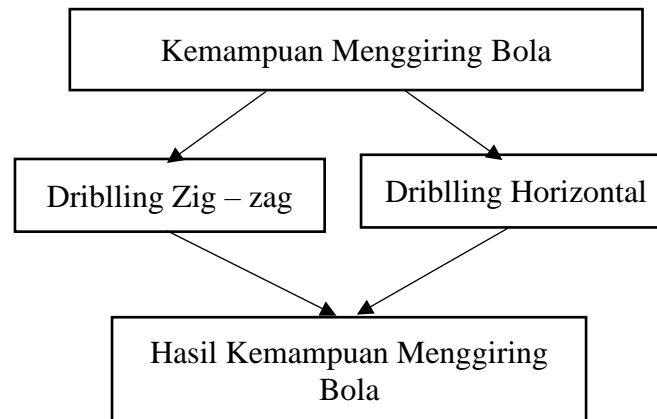 Kemampuan Menggiring Bola
Driblling Zig – zag
Driblling Horizontal
Hasil Kemampuan Menggiring
Bola